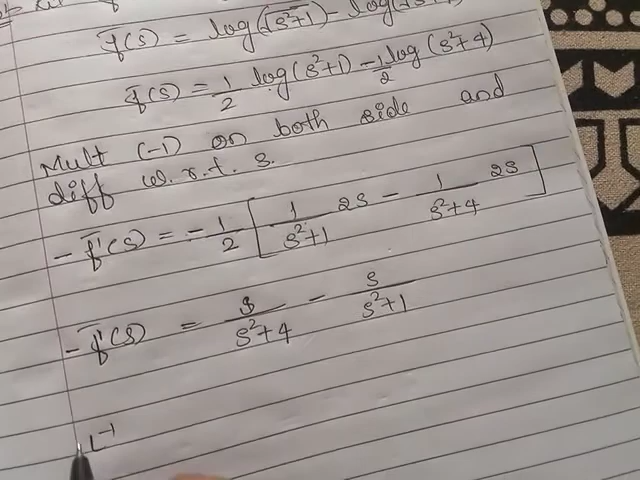 f̄(s) = log(√s²+1) - log(
f̄(s) = 1/2 log(s²+1) - 1/2 log(s²+4)
Mult (-1) on both side and
diff w.r.t. s.
- f̄'(s) = - 1/2 [ 1/s²+1 2s - 1/s²+4 2s ]
- f̄'(s) = s/s²+4 - s/s²+1
L⁻¹